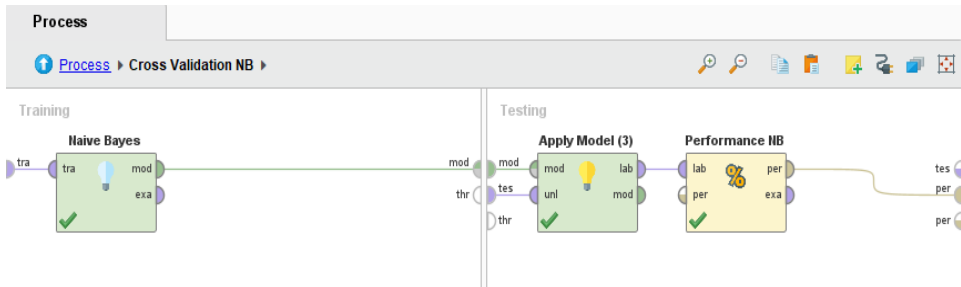 Process
Process ▸ Cross Validation NB ▸
Training
Testing
Naive Bayes
Apply Model (3)
Performance NB
tra
tra
mod
exa
mod
thr
mod
tes
thr
mod
unl
lab
mod
lab
per
%
per
exa
tes
per
per